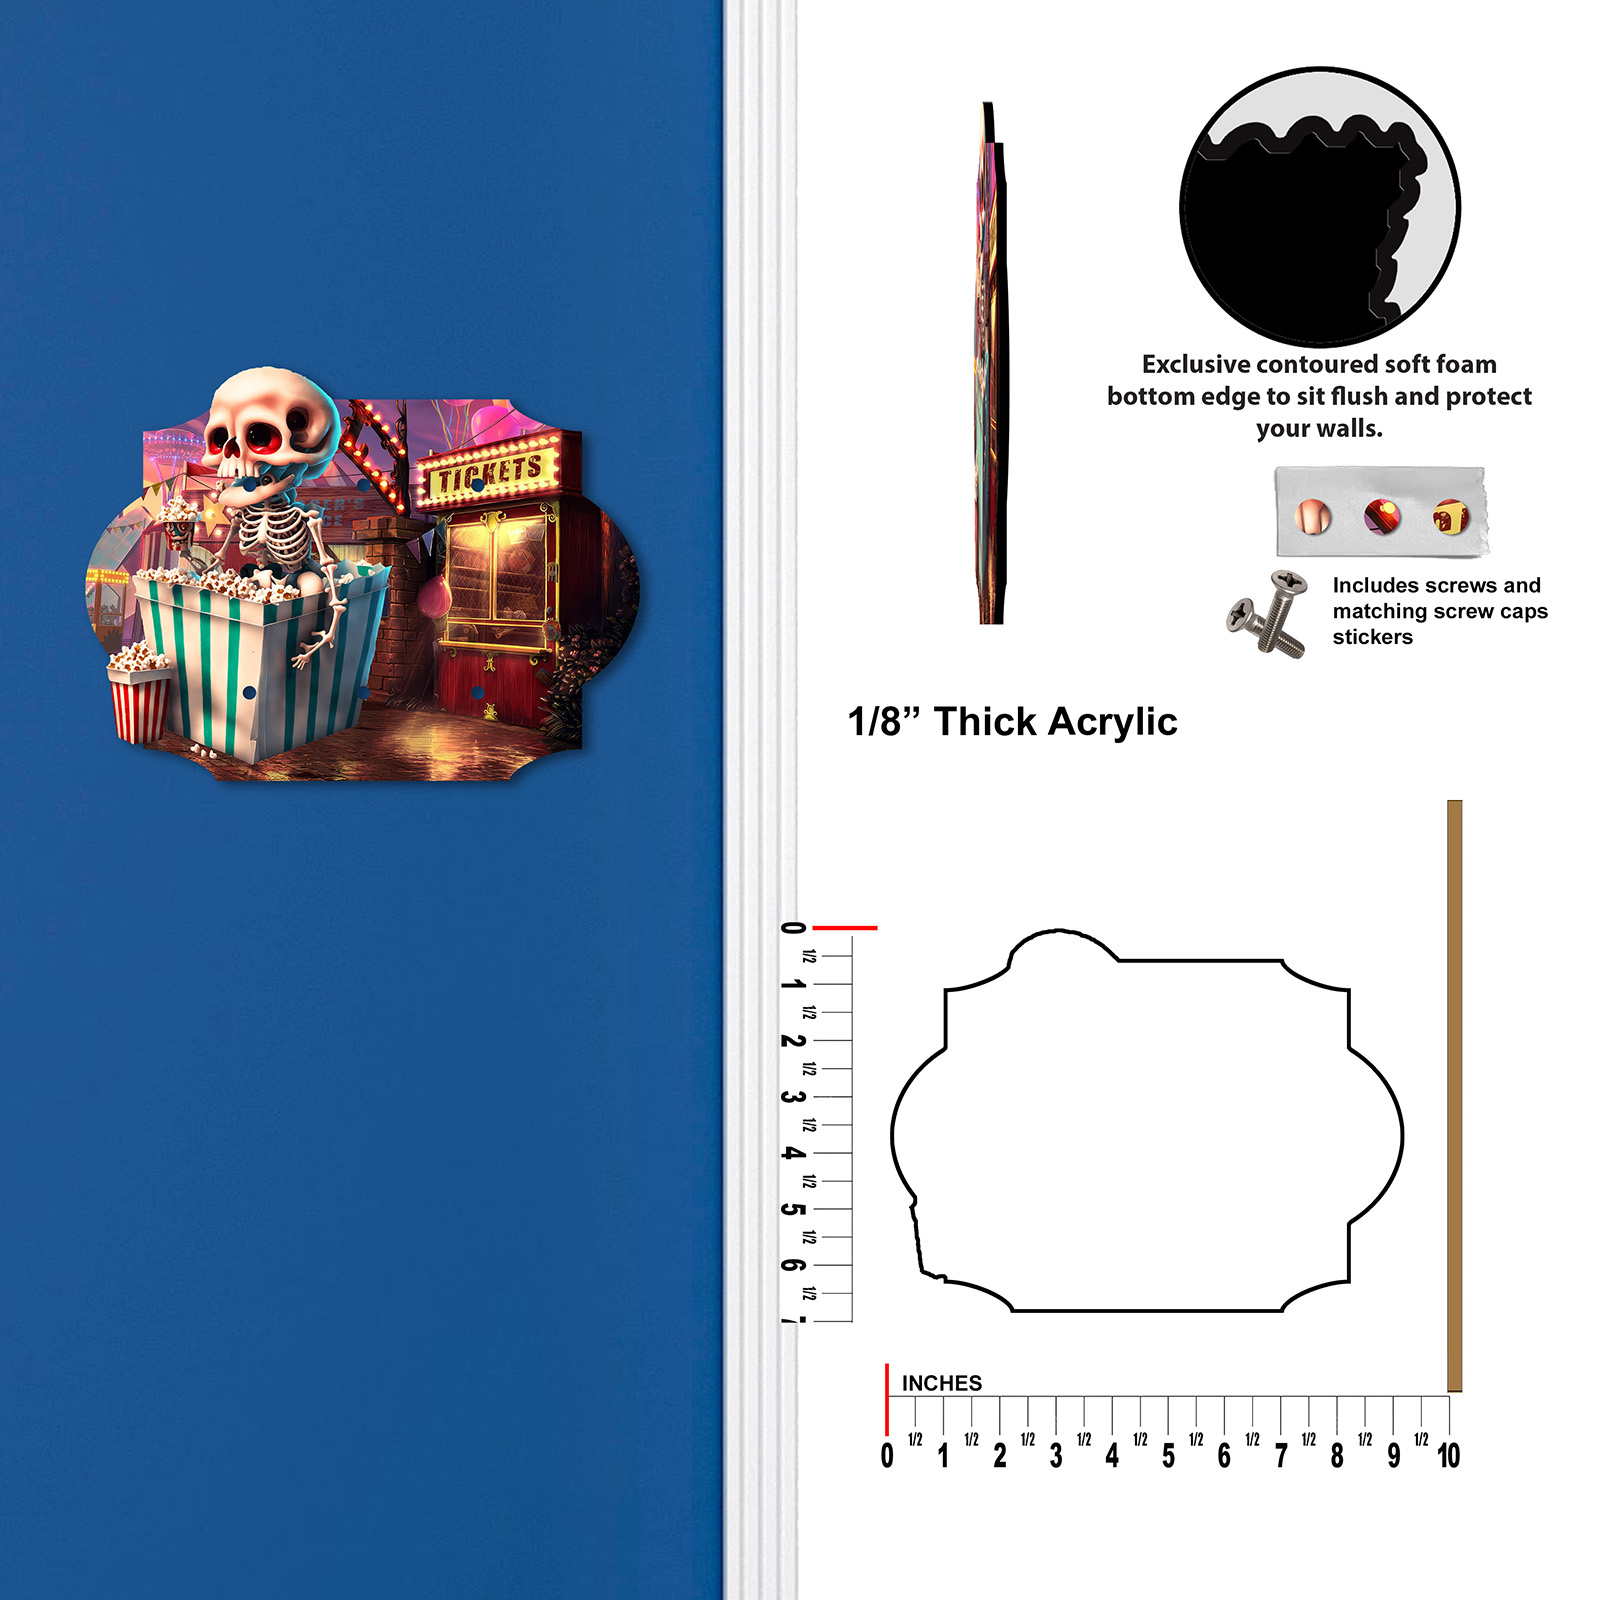 TICKETS
Exclusive contoured soft foam
bottom edge to sit flush and protect
your walls.
Includes screws and
matching screw caps
stickers
1/8” Thick Acrylic
0
1/2
1
1/2
2
1/2
3
1/2
4
1/2
5
1/2
6
1/2
INCHES
0 1/2 1 1/2 2 1/2 3 1/2 4 1/2 5 1/2 6 1/2 7 1/2 8 1/2 9 1/2 10